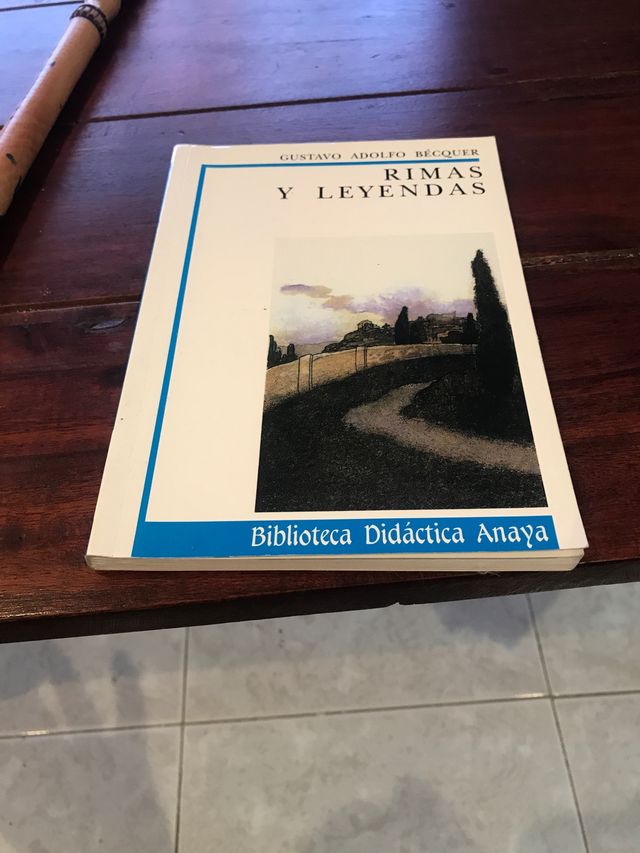 GUSTAVO ADOLFO BÉCQUER
RIMAS
Y LEYENDAS
Biblioteca Didáctica Anaya